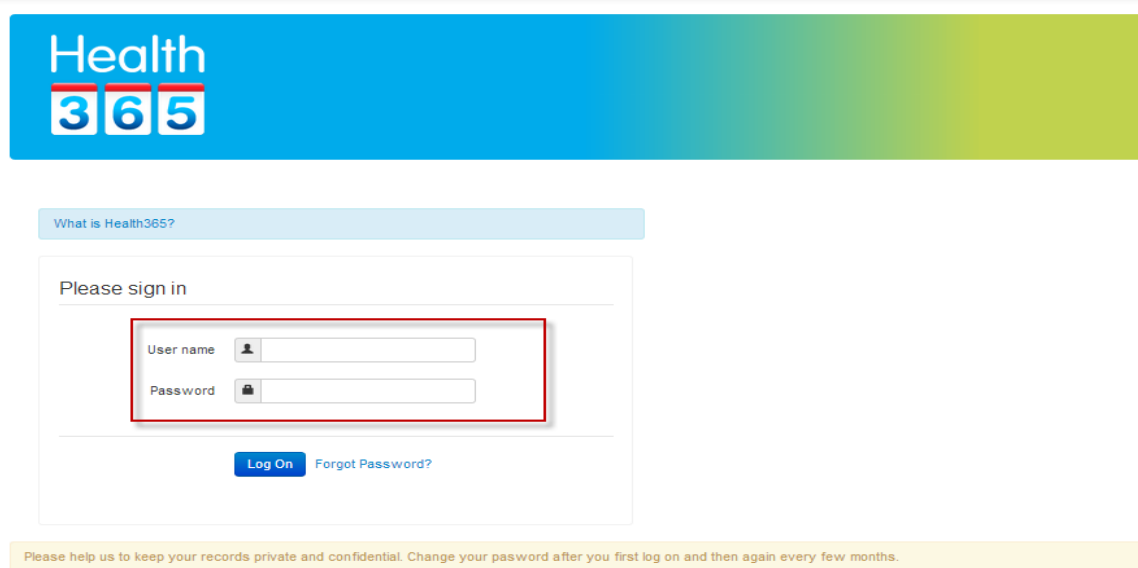 Health
365
What is Health365?
Please sign in
User name
Password
Log On Forgot Password?
Please help us to keep your records private and confidential. Change your password after you first log on and then again every few months.